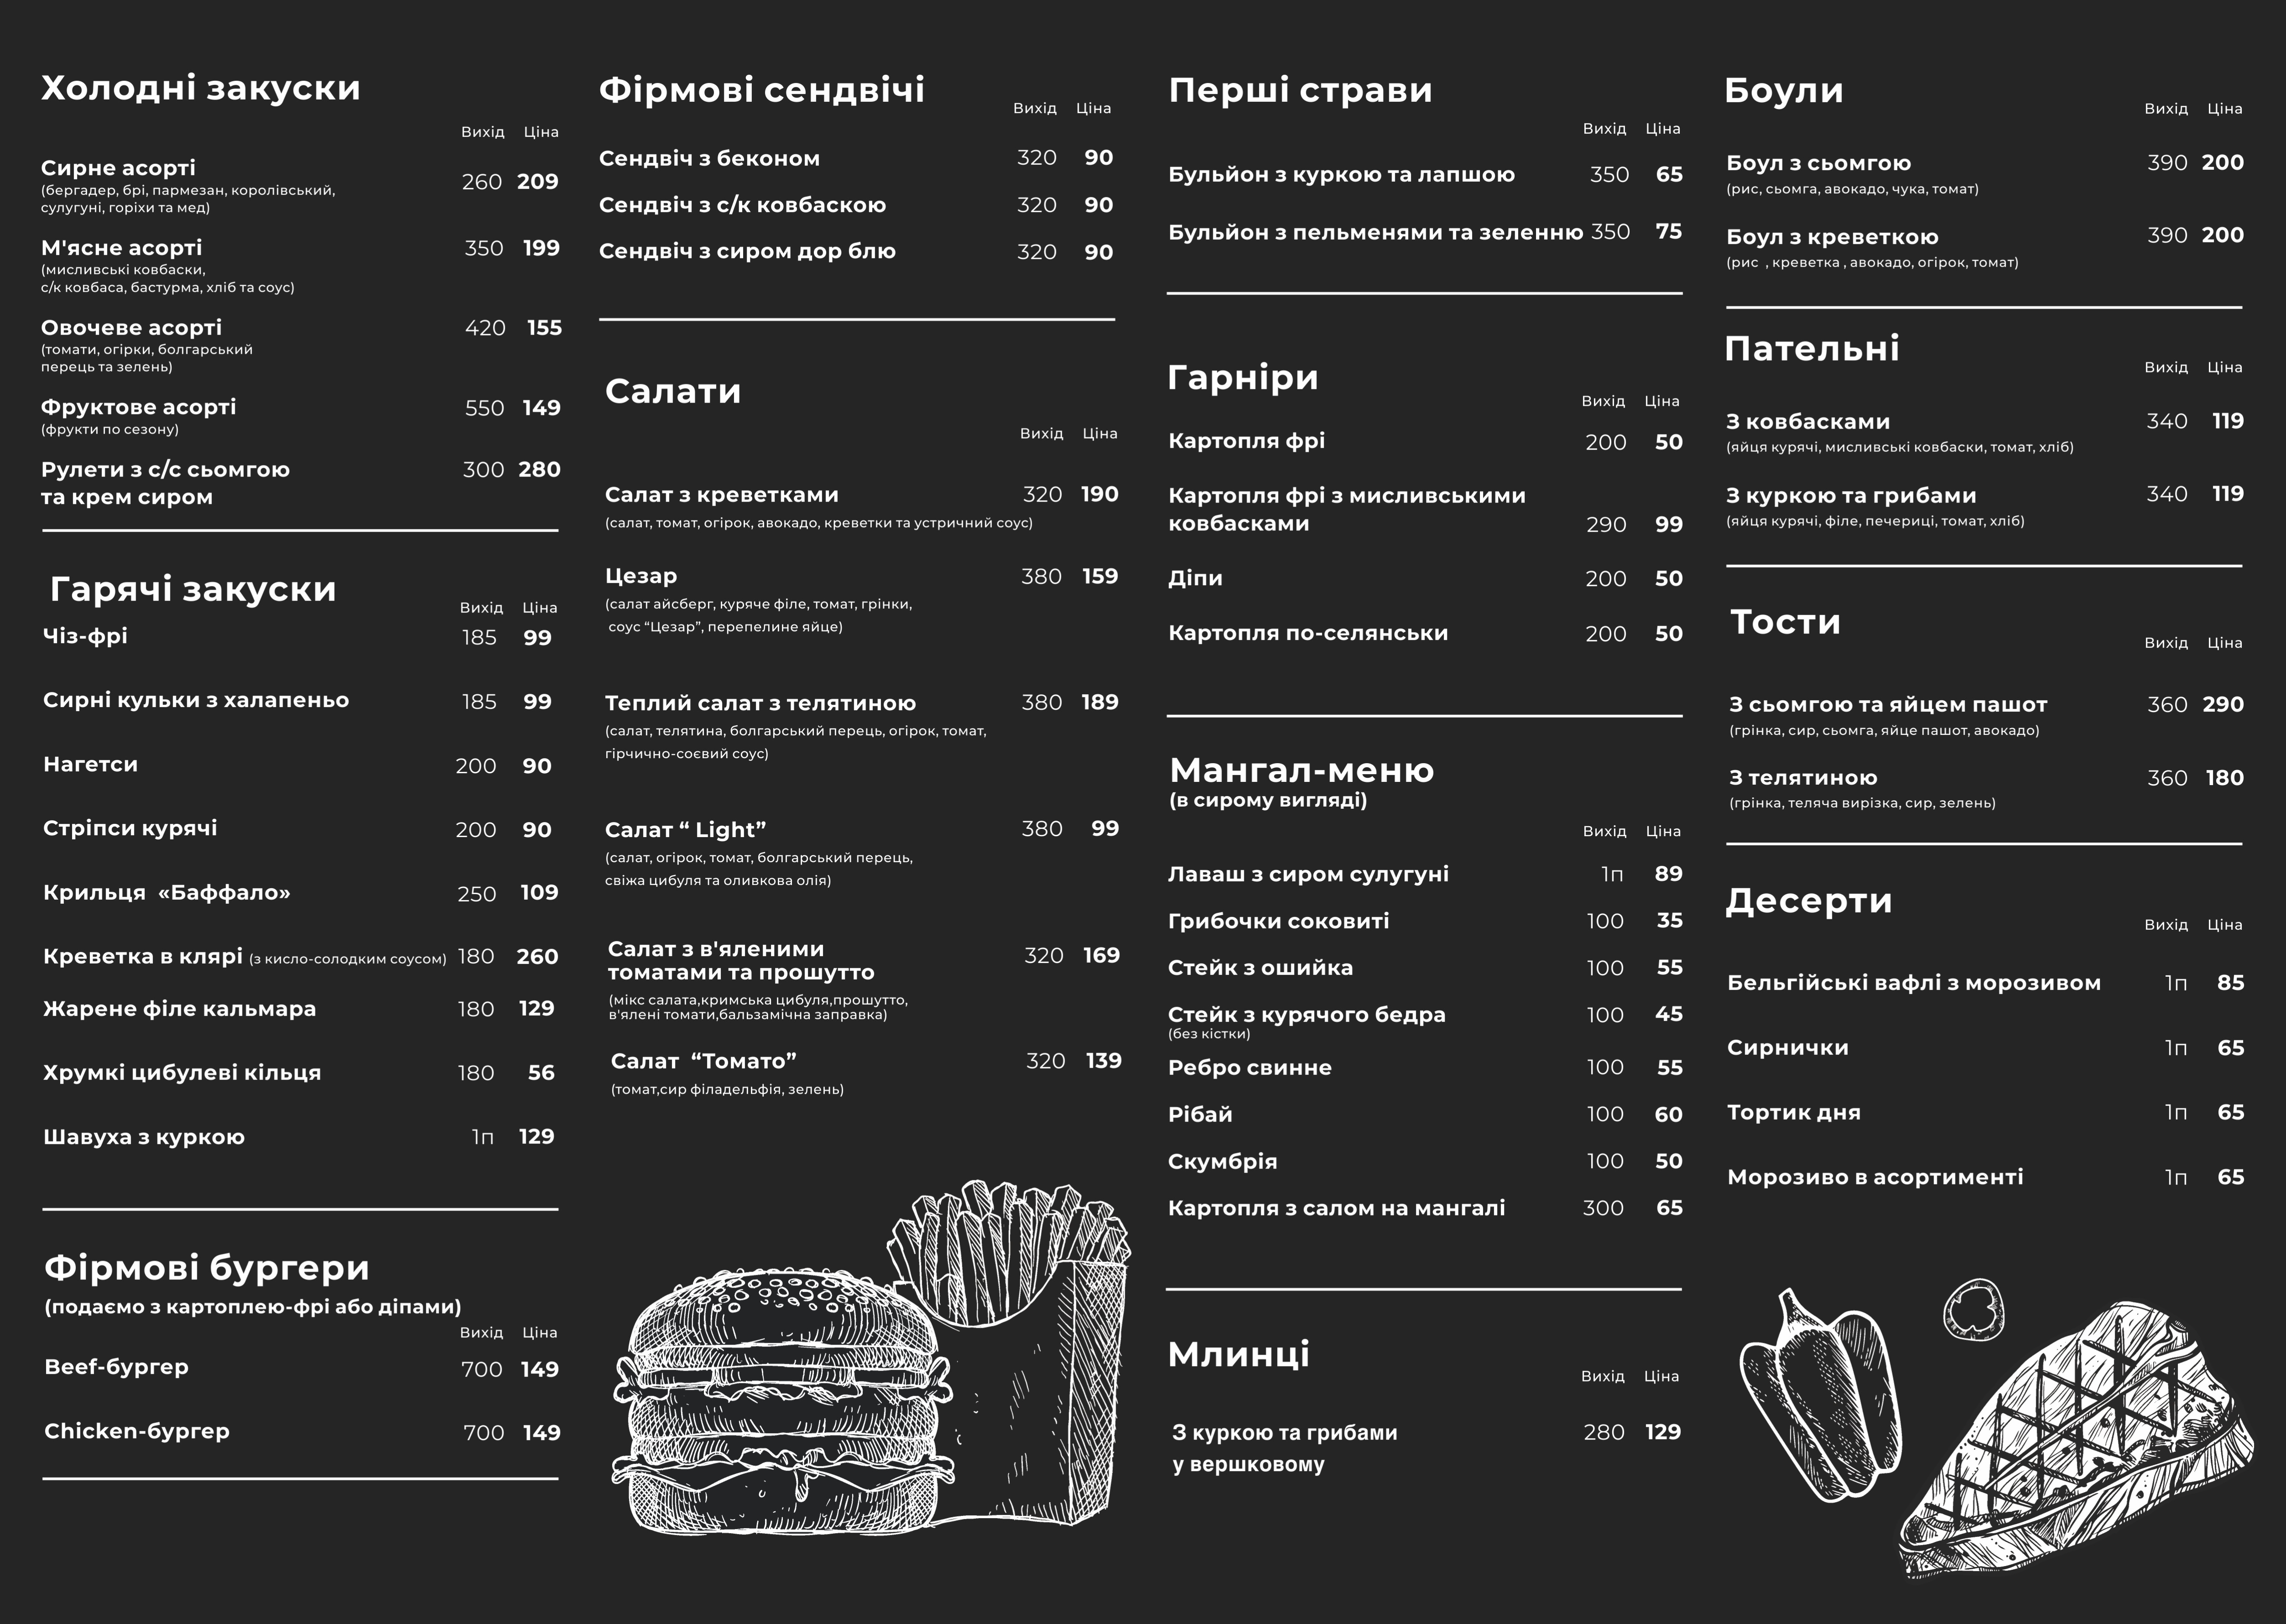 Холодні закуски
Вихід Ціна
Сирне асорті 260 209
(бергадер, брі, пармезан, королівський,
сулугуні, горіхи та мед)
М'ясне асорті 350 199
(мисливські ковбаски,
с/к ковбаса, бастурма, хліб та соус)
Овочеве асорті 420 155
(томати, огірки, болгарський
перець та зелень)
Фруктове асорті 550 149
(фрукти по сезону)
Рулети з с/с сьомгою 300 280
та крем сиром
Гарячі закуски
Вихід Ціна
Чіз-фрі 185 99
Сирні кульки з халапеньо 185 99
Нагетси 200 90
Стріпси курячі 200 90
Крильця «Баффало» 250 109
Креветка в клярі (з кисло-солодким соусом) 180 260
Жарене філе кальмара 180 129
Хрумкі цибулеві кільця 180 56
Шавуха з куркою 1п 129
Фірмові бургери
(подаємо з картоплею-фрі або діпами)
Вихід Ціна
Beef-бургер 700 149
Chicken-бургер 700 149
Фірмові сендвічі
Вихід Ціна
Сендвіч з беконом 320 90
Сендвіч з с/к ковбаскою 320 90
Сендвіч з сиром дор блю 320 90
Салати
Вихід Ціна
Салат з креветками 320 190
(салат, томат, огірок, авокадо, креветки та устричний соус)
Цезар 380 159
(салат айсберг, куряче філе, томат, грінки,
соус “Цезар”, перепелине яйце)
Теплий салат з телятиною 380 189
(салат, телятина, болгарський перець, огірок, томат,
гірчично-соєвий соус)
Салат “ Light” 380 99
(салат, огірок, томат, болгарський перець,
свіжа цибуля та оливкова олія)
Салат з в'яленими 320 169
томатами та прошутто
(мікс салата,кримська цибуля,прошутто,
в'ялені томати,бальзамічна заправка)
Салат “Томато” 320 139
(томат,сир філадельфія, зелень)
Перші страви
Вихід Ціна
Бульйон з куркою та лапшою 350 65
Бульйон з пельменями та зеленню 350 75
Гарніри
Вихід Ціна
Картопля фрі 200 50
Картопля фрі з мисливськими
ковбасками 290 99
Діпи 200 50
Картопля по-селянськи 200 50
Мангал-меню
(в сирому вигляді)
Вихід Ціна
Лаваш з сиром сулугуні 1п 89
Грибочки соковиті 100 35
Стейк з ошийка 100 55
Стейк з курячого бедра 100 45
(без кістки)
Ребро свинне 100 55
Рібай 100 60
Скумбрія 100 50
Картопля з салом на мангалі 300 65
Млинці
Вихід Ціна
З куркою та грибами 280 129
у вершковому
Боули
Вихід Ціна
Боул з сьомгою 390 200
(рис, сьомга, авокадо, чука, томат)
Боул з креветкою 390 200
(рис , креветка , авокадо, огірок, томат)
Пательні
Вихід Ціна
З ковбасками 340 119
(яйця курячі, мисливські ковбаски, томат, хліб)
З куркою та грибами 340 119
(яйця курячі, філе, печериці, томат, хліб)
Тости
Вихід Ціна
З сьомгою та яйцем пашот 360 290
(грінка, сир, сьомга, яйце пашот, авокадо)
З телятиною 360 180
(грінка, теляча вирізка, сир, зелень)
Десерти
Вихід Ціна
Бельгійські вафлі з морозивом 1п 85
Сирнички 1п 65
Тортик дня 1п 65
Морозиво в асортименті 1п 65